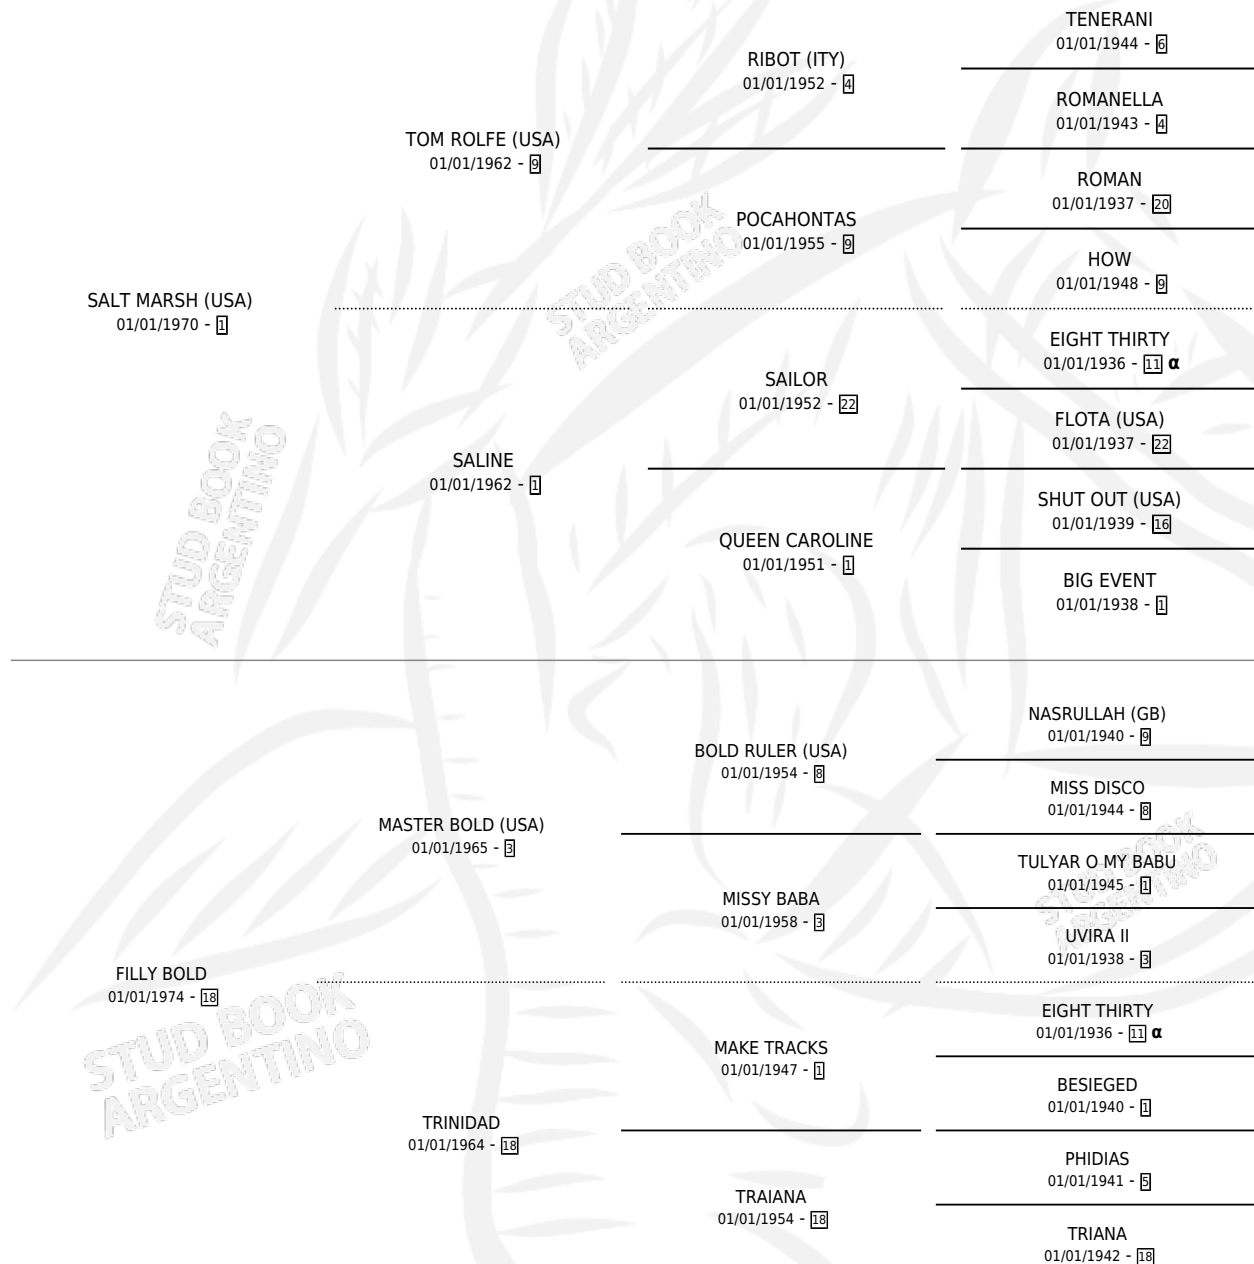 TENERANI
01/01/1944 - 6
RIBOT (ITY)
01/01/1952 - 4
ROMANELLA
01/01/1943 - 4
TOM ROLFE (USA)
01/01/1962 - 9
ROMAN
01/01/1937 - 20
POCAHONTAS
01/01/1955 - 9
HOW
01/01/1948 - 9
SALT MARSH (USA)
01/01/1970 - 1
EIGHT THIRTY
01/01/1936 - 11 α
SAILOR
01/01/1952 - 22
FLOTA (USA)
01/01/1937 - 22
SALINE
01/01/1962 - 1
SHUT OUT (USA)
01/01/1939 - 16
QUEEN CAROLINE
01/01/1951 - 1
BIG EVENT
01/01/1938 - 1
NASRULLAH (GB)
01/01/1940 - 9
BOLD RULER (USA)
01/01/1954 - 8
MISS DISCO
01/01/1944 - 8
MASTER BOLD (USA)
01/01/1965 - 3
TULYAR O MY BABU
01/01/1945 - 1
MISSY BABA
01/01/1958 - 3
UVIRA II
01/01/1938 - 3
FILLY BOLD
01/01/1974 - 18
EIGHT THIRTY
01/01/1936 - 11 α
MAKE TRACKS
01/01/1947 - 1
BESIEGED
01/01/1940 - 1
TRINIDAD
01/01/1964 - 18
PHIDIAS
01/01/1941 - 5
TRAIANA
01/01/1954 - 18
TRIANA
01/01/1942 - 18
STUD BOOK
ARGENTINO
STUD BOOK
ARGENTINO
STUD BOOK
ARGENTINO
STUD BOOK
ARGENTINO